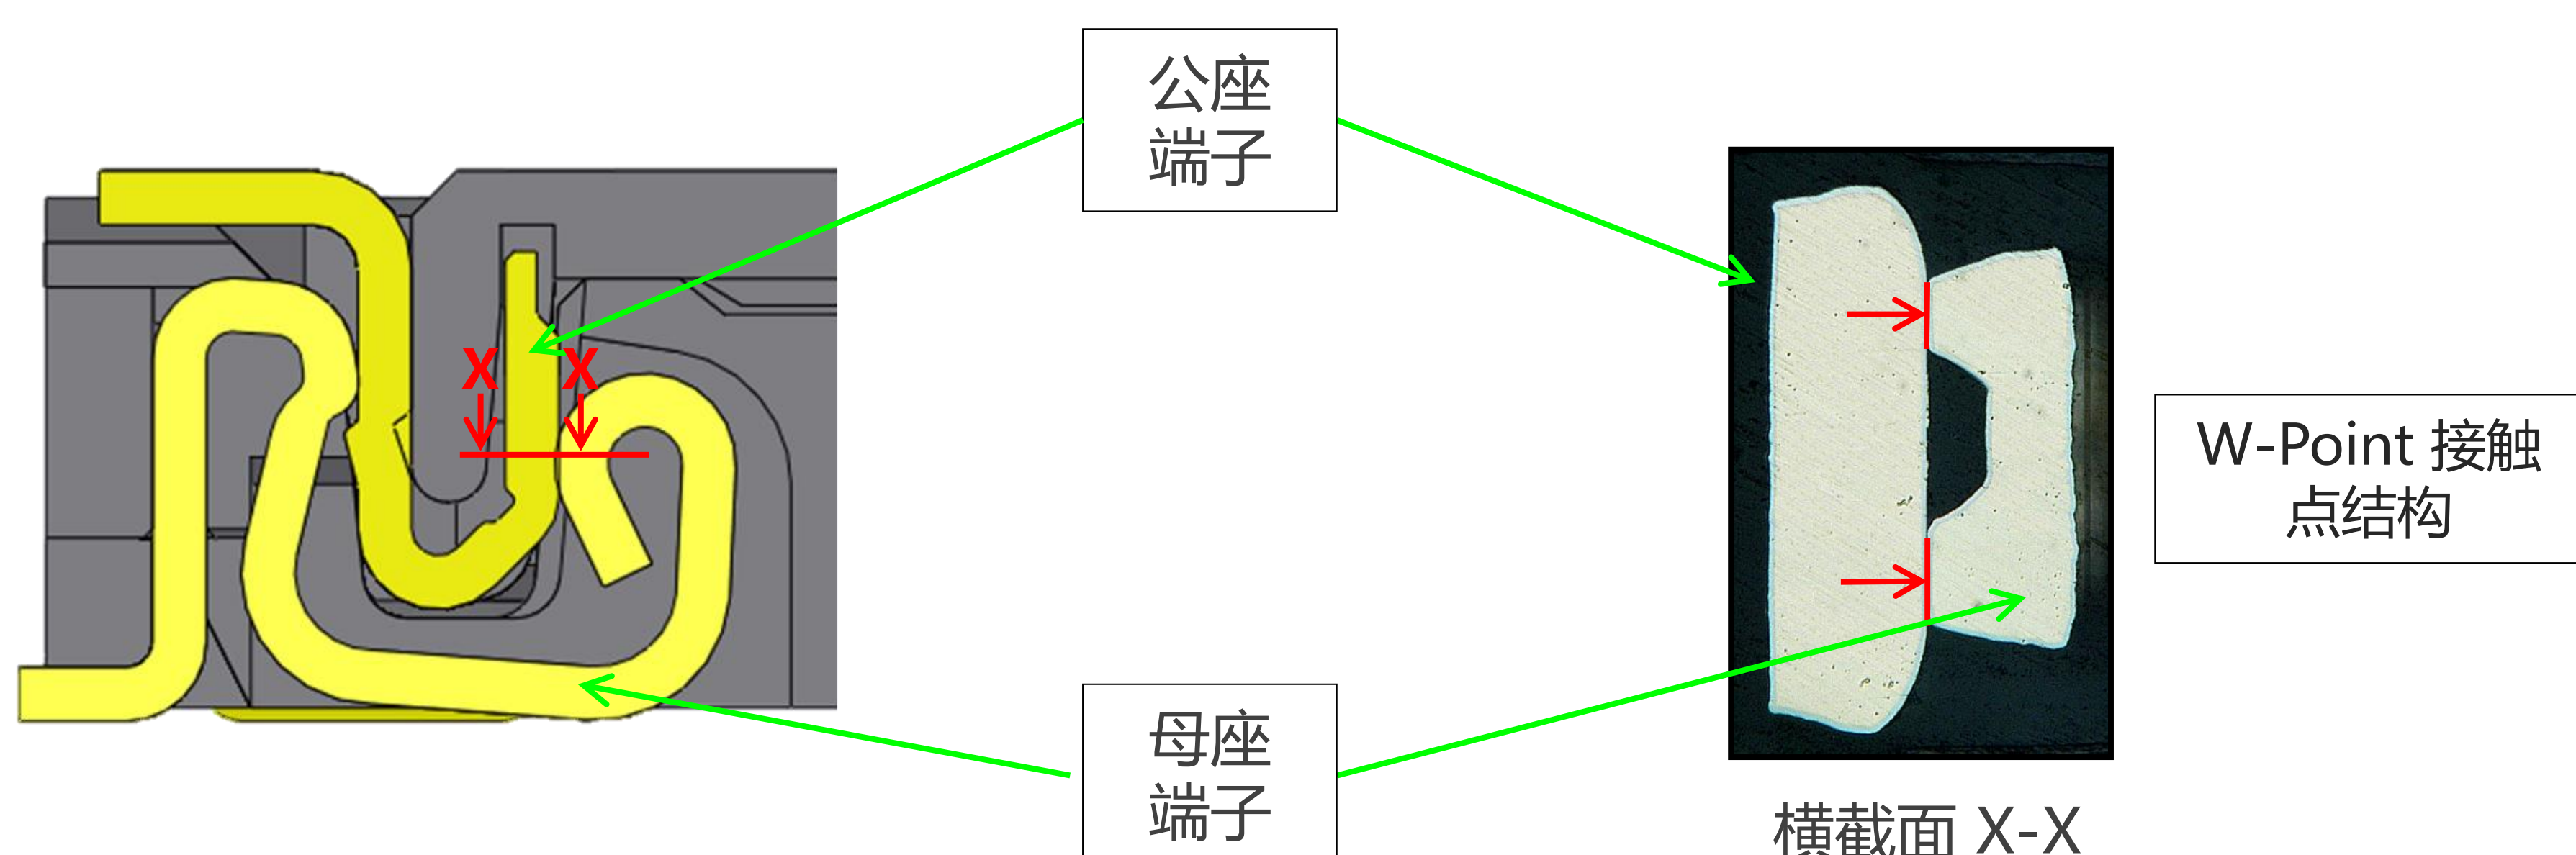 公座
端子
X X
W-Point 接触
点结构
母座
端子
横截面 X-X